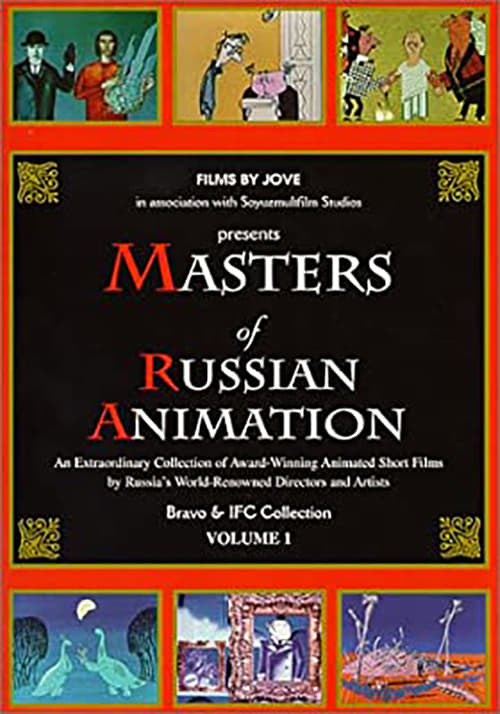 FILMS BY JOVE
in association with Soyuzmultfilm Studios
presents
MASTERS
of
RUSSIAN
ANIMATION
An Extraordinary Collection of Award-Winning Animated Short Films
by Russia's World-Renowned Directors and Artists
Bravo & IFC Collection
VOLUME 1